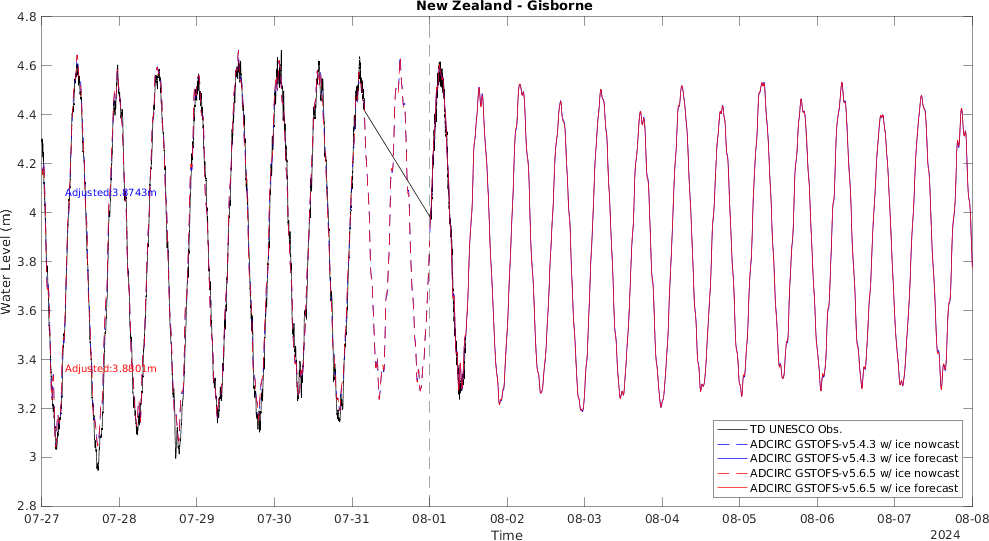 New Zealand - Gisborne
4.8
4.6
4.4
4.2
4
3.8
3.6
3.4
3.2
3
2.8
Water Level (m)
Adjusted:3.8743m
Adjusted:3.8801m
TD UNESCO Obs.
ADCIRC GSTOFS-v5.4.3 w/ ice nowcast
ADCIRC GSTOFS-v5.4.3 w/ ice forecast
ADCIRC GSTOFS-v5.6.5 w/ ice nowcast
ADCIRC GSTOFS-v5.6.5 w/ ice forecast
07-27 07-28 07-29 07-30 07-31 08-01 08-02 08-03 08-04 08-05 08-06 08-07 08-08
Time
2024